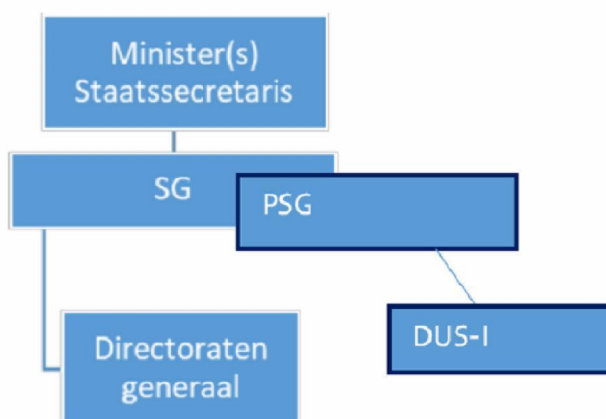 Minister(s)
Staatssecretaris
SG
PSG
DUS-I
Directoraten
generaal